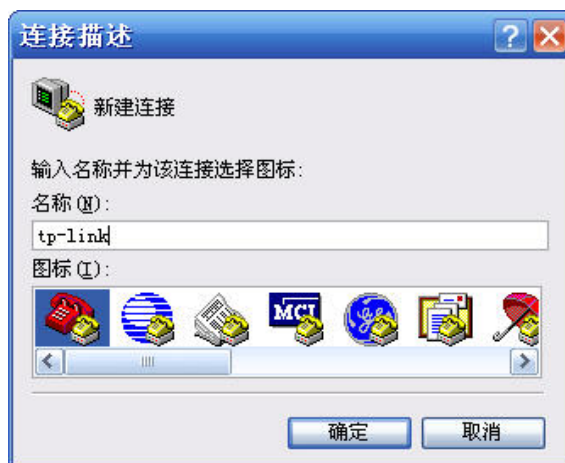 连接描述
新建连接
输入名称并为该连接选择图标:
名称(N):
tp-link
图标(I):
MCI
确定
取消